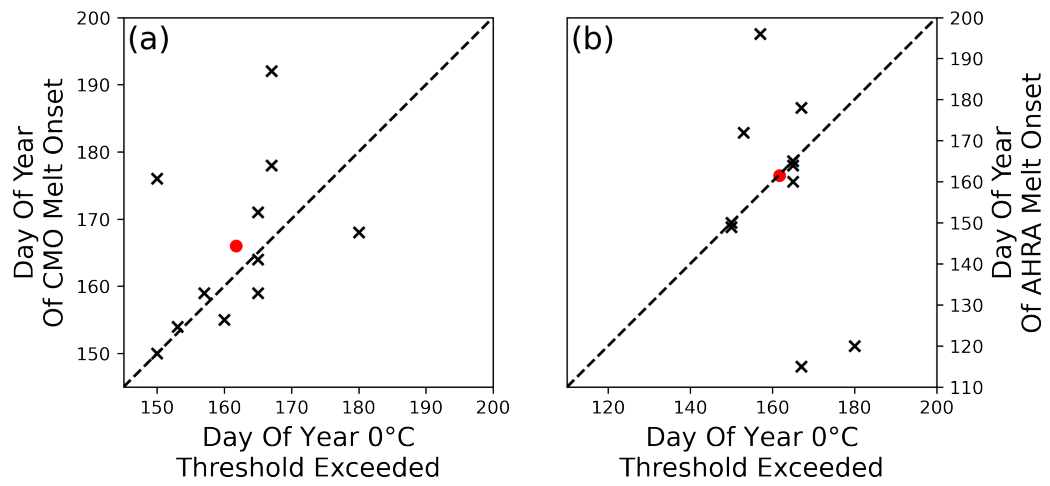 (a)
200
190
180
170
160
150
Day Of Year
Of CMO Melt Onset
150 160 170 180 190 200
Day Of Year 0°C
Threshold Exceeded
(b)
200
190
180
170
160
150
140
130
120
110
Day Of Year
Of AHRA Melt Onset
120 140 160 180 200
Day Of Year 0°C
Threshold Exceeded